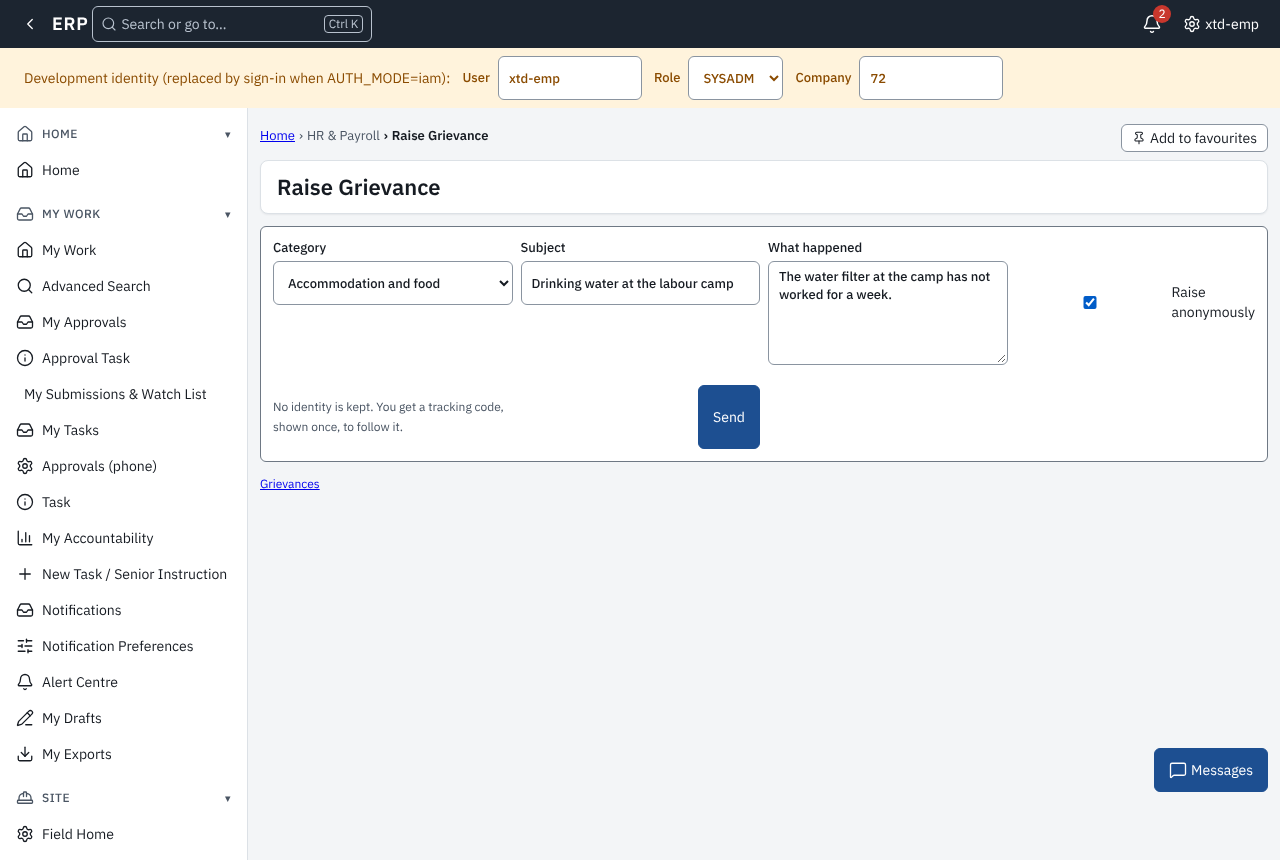 ERP
Search or go to…
Ctrl K
2
xtd-emp
Development identity (replaced by sign-in when AUTH_MODE=iam):
User
xtd-emp
Role
SYSADM
Company
72
HOME
Home
MY WORK
My Work
Advanced Search
My Approvals
Approval Task
My Submissions & Watch List
My Tasks
Approvals (phone)
Task
My Accountability
New Task / Senior Instruction
Notifications
Notification Preferences
Alert Centre
My Drafts
My Exports
SITE
Field Home
Home › HR & Payroll › Raise Grievance
Add to favourites
Raise Grievance
Category
Accommodation and food
Subject
Drinking water at the labour camp
What happened
The water filter at the camp has not
worked for a week.
Raise
anonymously
No identity is kept. You get a tracking code,
shown once, to follow it.
Send
Grievances
Messages